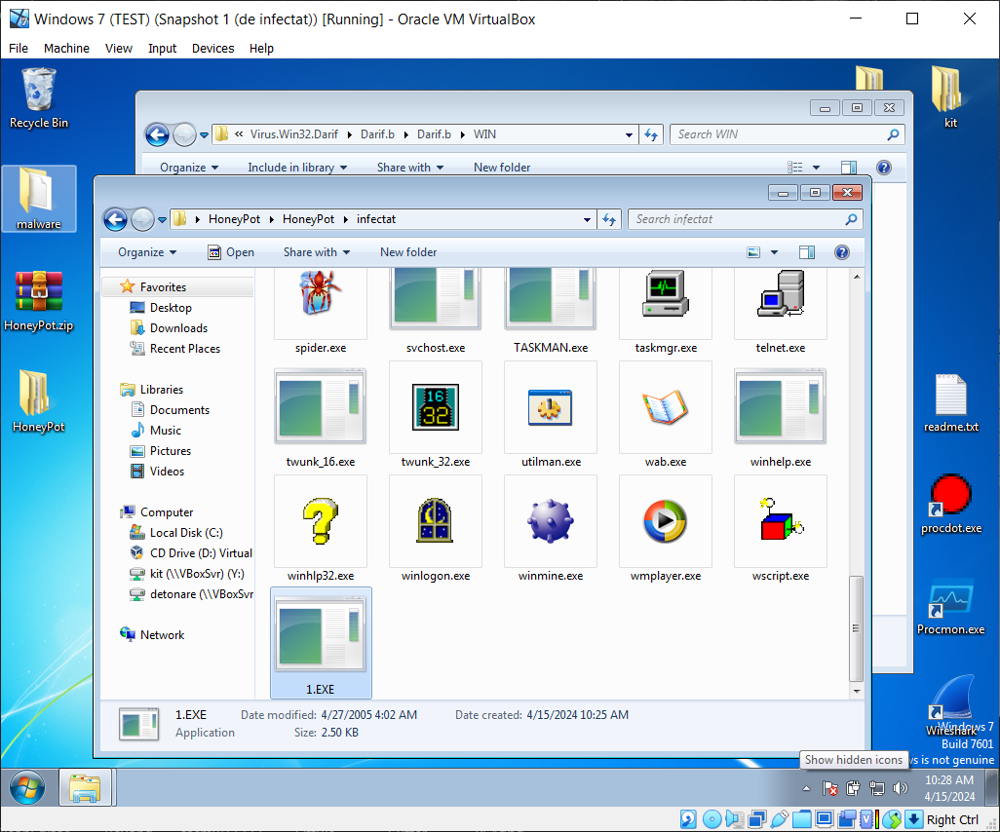 Windows 7 (TEST) (Snapshot 1 (de infectat)) [Running] - Oracle VM VirtualBox
File Machine View Input Devices Help
Recycle Bin
kit
« Virus.Win32.Darif Darif.b Darif.b WIN
Search WIN
Organize Include in library Share with New folder
malware
HoneyPot HoneyPot infectat
Search infectat
Organize Open Share with New folder
Favorites
Desktop
Downloads
Recent Places
Libraries
Documents
Music
Pictures
Videos
Computer
Local Disk (C:)
CD Drive (D:) Virtual
kit (\\VBoxSvr) (Y:)
detonare (\\VBoxSvr
Network
spider.exe svchost.exe TASKMAN.exe taskmgr.exe telnet.exe
16
32
twunk_16.exe twunk_32.exe utilman.exe wab.exe winhelp.exe
winhlp32.exe winlogon.exe winmine.exe wmplayer.exe wscript.exe
1.EXE
HoneyPot.zip
HoneyPot
readme.txt
procdot.exe
Procmon.exe
Wireshark
1.EXE Date modified: 4/27/2005 4:02 AM Date created: 4/15/2024 10:25 AM
Application Size: 2.50 KB
Windows 7
Build 7601
ws is not genuine
Show hidden icons
10:28 AM
4/15/2024
Right Ctrl